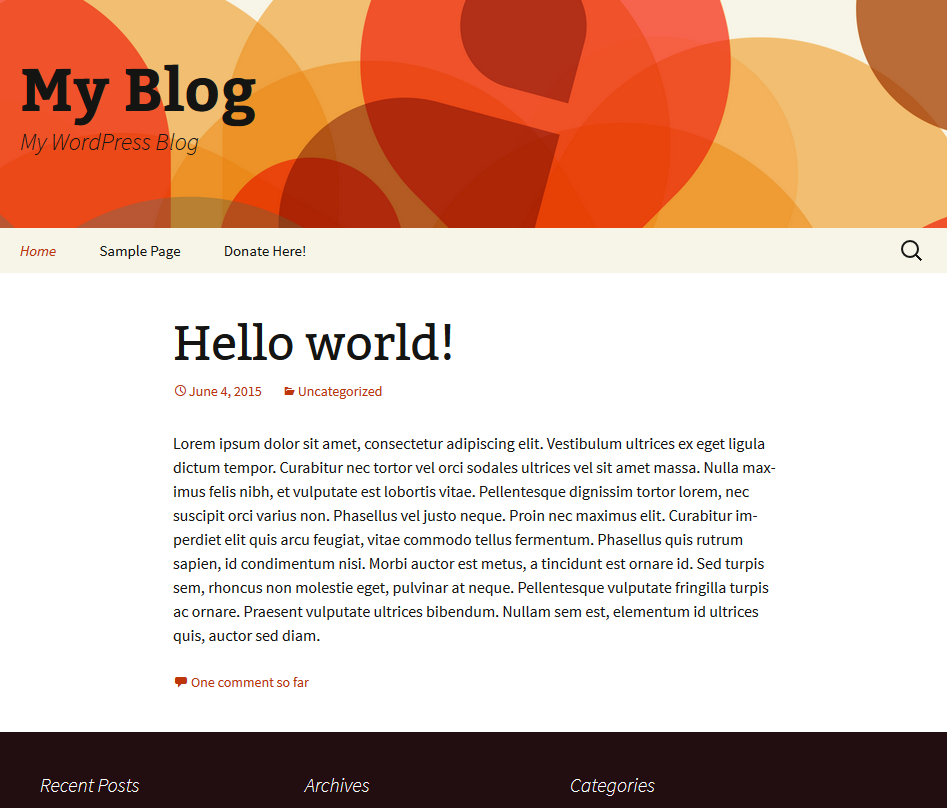 My Blog
My WordPress Blog
Home Sample Page Donate Here!
Hello world!
June 4, 2015 Uncategorized
Lorem ipsum dolor sit amet, consectetur adipiscing elit. Vestibulum ultrices ex eget ligula
dictum tempor. Curabitur nec tortor vel orci sodales ultrices vel sit amet massa. Nulla max-
imus felis nibh, et vulputate est lobortis vitae. Pellentesque dignissim tortor lorem, nec
suscipit orci varius non. Phasellus vel justo neque. Proin nec maximus elit. Curabitur im-
perdiet elit quis arcu feugiat, vitae commodo tellus fermentum. Phasellus quis rutrum
sapien, id condimentum nisi. Morbi auctor est metus, a tincidunt est ornare id. Sed turpis
sem, rhoncus non molestie eget, pulvinar at neque. Pellentesque vulputate fringilla turpis
ac ornare. Praesent vulputate ultrices bibendum. Nullam sem est, elementum id ultrices
quis, auctor sed diam.
One comment so far
Recent Posts Archives Categories